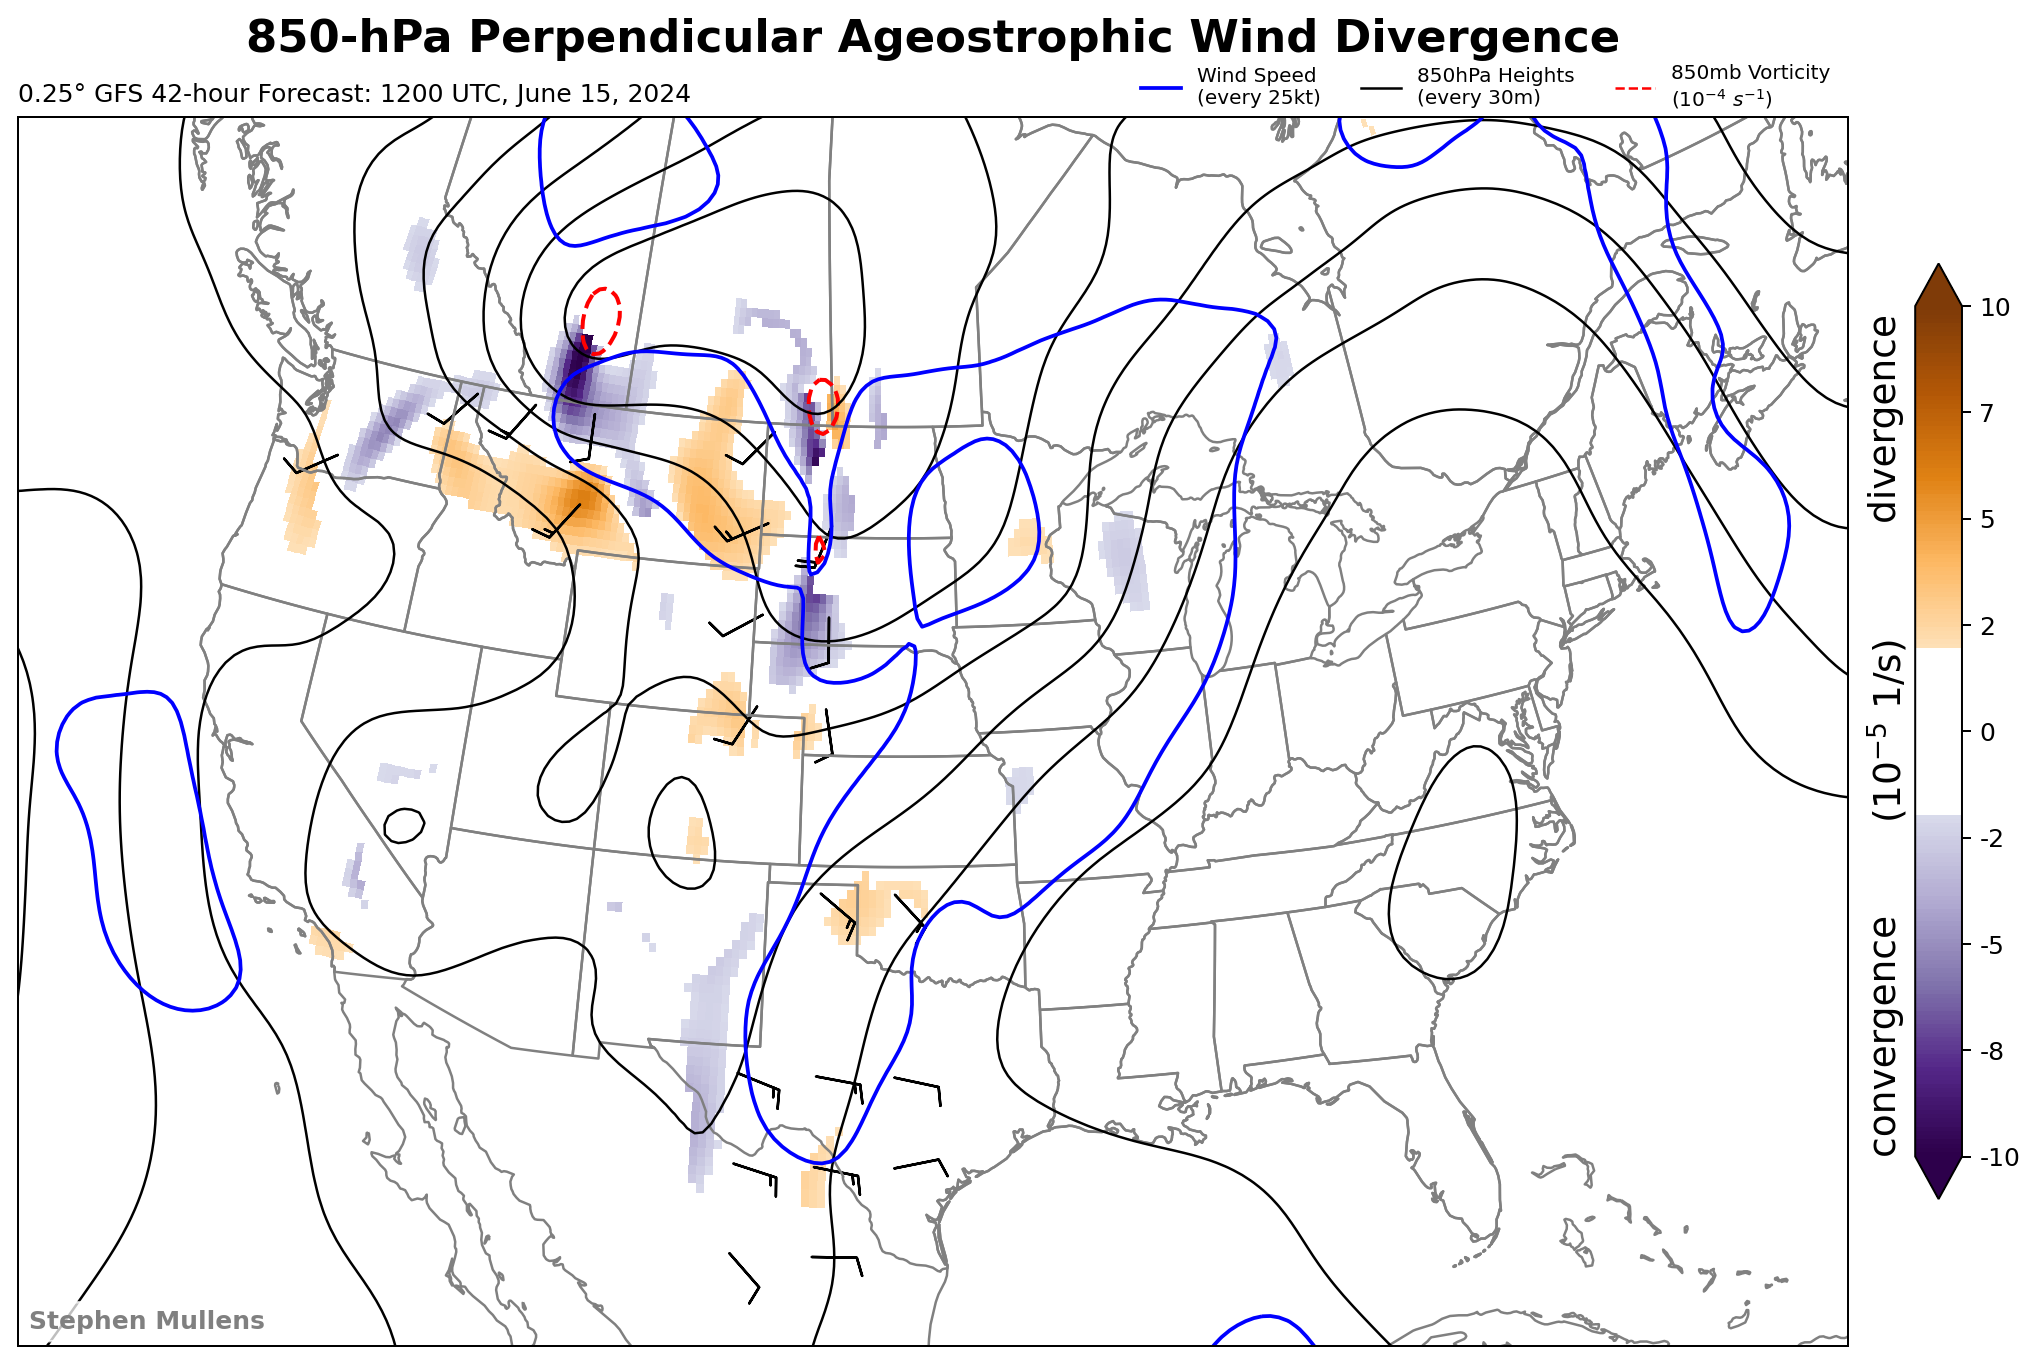 850-hPa Perpendicular Ageostrophic Wind Divergence
0.25° GFS 42-hour Forecast: 1200 UTC, June 15, 2024
Wind Speed
(every 25kt)
850hPa Heights
(every 30m)
850mb Vorticity
(10⁻⁴ s⁻¹)
10
7
5
2
0
-2
-5
-8
-10
convergence (10⁻⁵ 1/s) divergence
Stephen Mullens